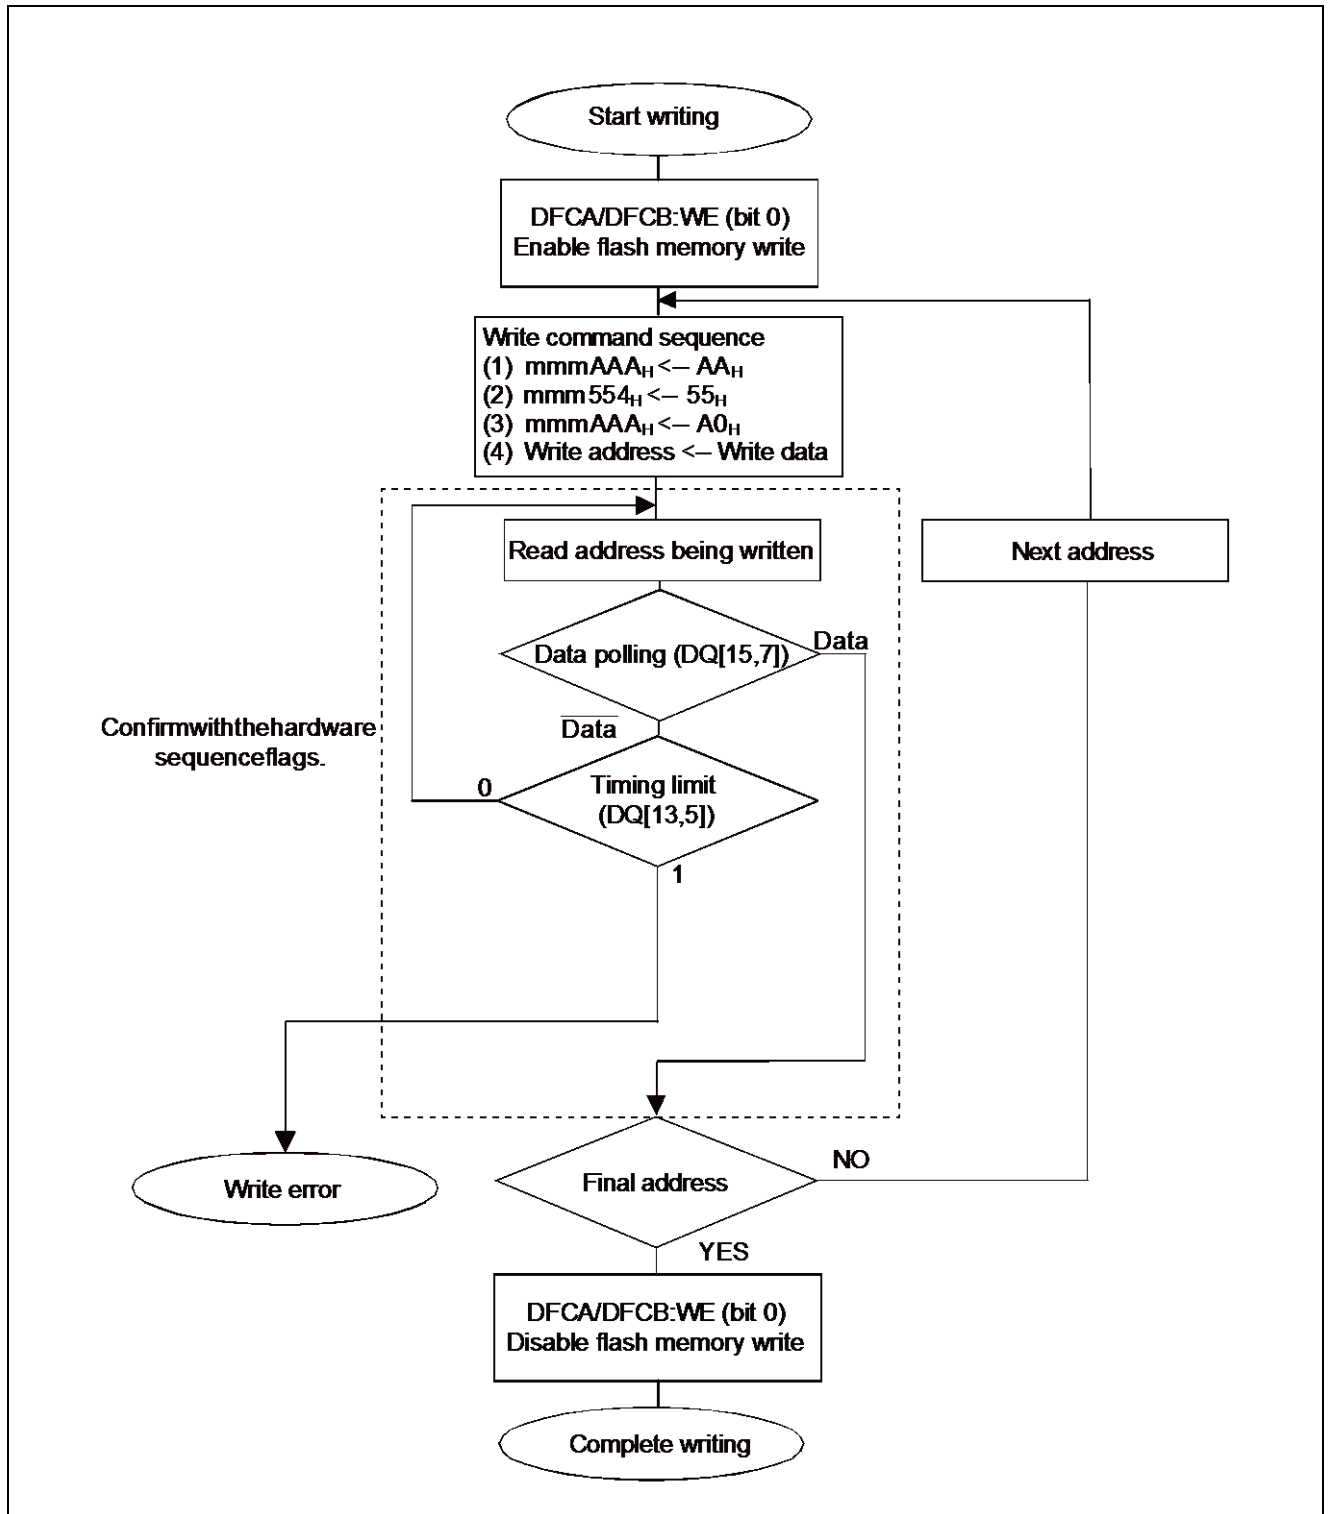 Start writing
DFCA/DFCB:WE (bit 0)
Enable flash memory write
Write command sequence
(1) mmmAAAH <– AAH
(2) mmm554H <– 55H
(3) mmmAAAH <– A0H
(4) Write address <– Write data
Read address being written
Next address
Data polling (DQ[15,7])
Data
Confirmwiththehardware
sequenceflags.
D̅a̅t̅a̅
Timing limit
(DQ[13,5])
0
1
Write error
Final address
NO
YES
DFCA/DFCB:WE (bit 0)
Disable flash memory write
Complete writing